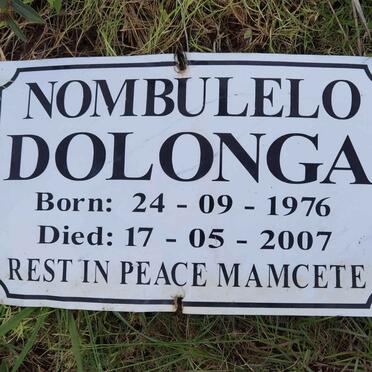 NOMBULELO
DOLONGA
Born: 24 - 09 - 1976
Died: 17 - 05 - 2007
REST IN PEACE MAMCETE